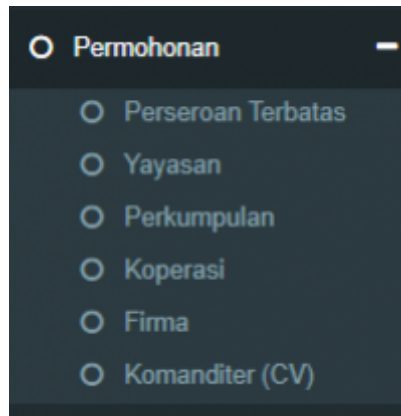 Permohonan
Perseroan Terbatas
Yayasan
Perkumpulan
Koperasi
Firma
Komanditer (CV)